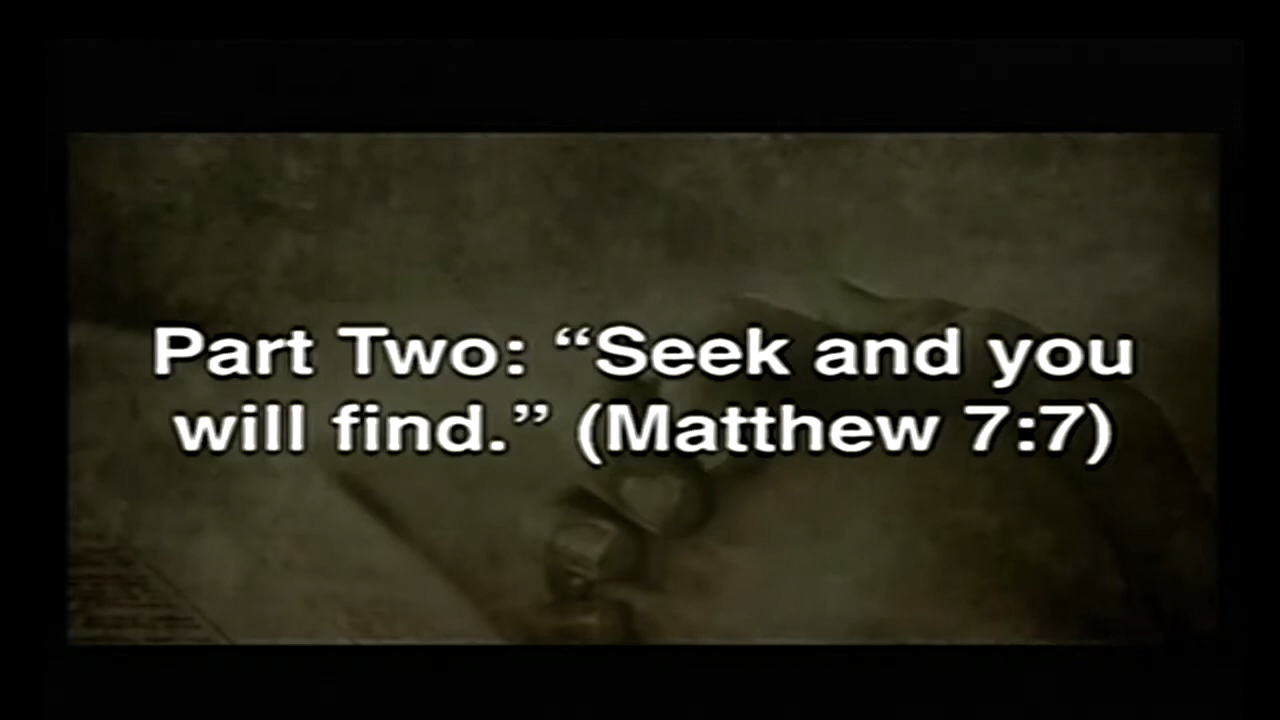 Part Two: “Seek and you
will find.” (Matthew 7:7)